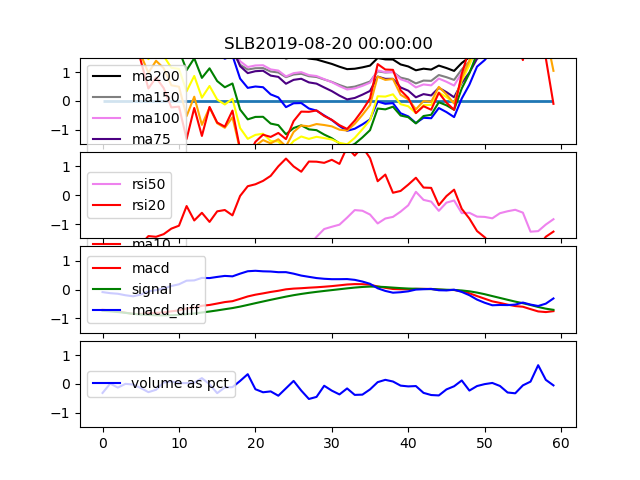 SLB2019-08-20 00:00:00
1
0
−1
ma200
ma150
ma100
ma75
1
0
−1
rsi50
rsi20
ma10
1
0
−1
macd
signal
macd_diff
1
0
−1
volume as pct
0 10 20 30 40 50 60